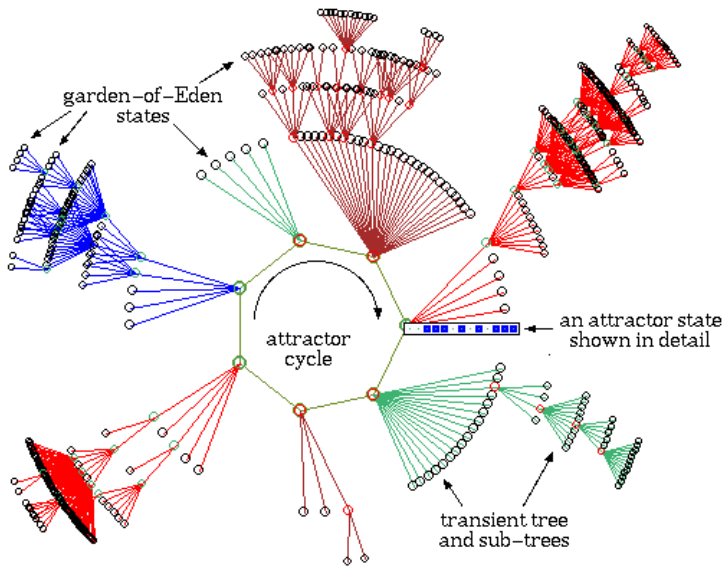 garden-of-Eden
states
attractor
cycle
an attractor state
shown in detail
transient tree
and sub-trees